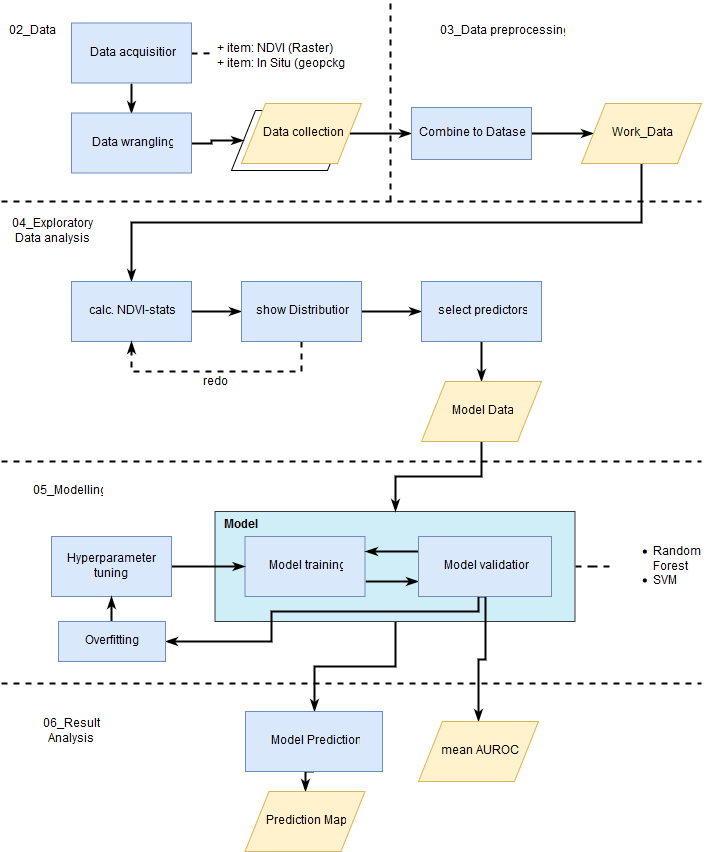 02_Data
Data acquisition
+ item: NDVI (Raster)
+ item: In Situ (geopckg
03_Data preprocessing
Data wrangling
Data collection
Combine to Datase
Work_Data
04_Exploratory
Data analysis
calc. NDVI-stats
show Distribution
select predictors
redo
Model Data
05_Modelling
Model
Hyperparameter
tuning
Model training
Model validation
Random
Forest
SVM
Overfitting
06_Result
Analysis
Model Prediction
mean AUROC
Prediction Map